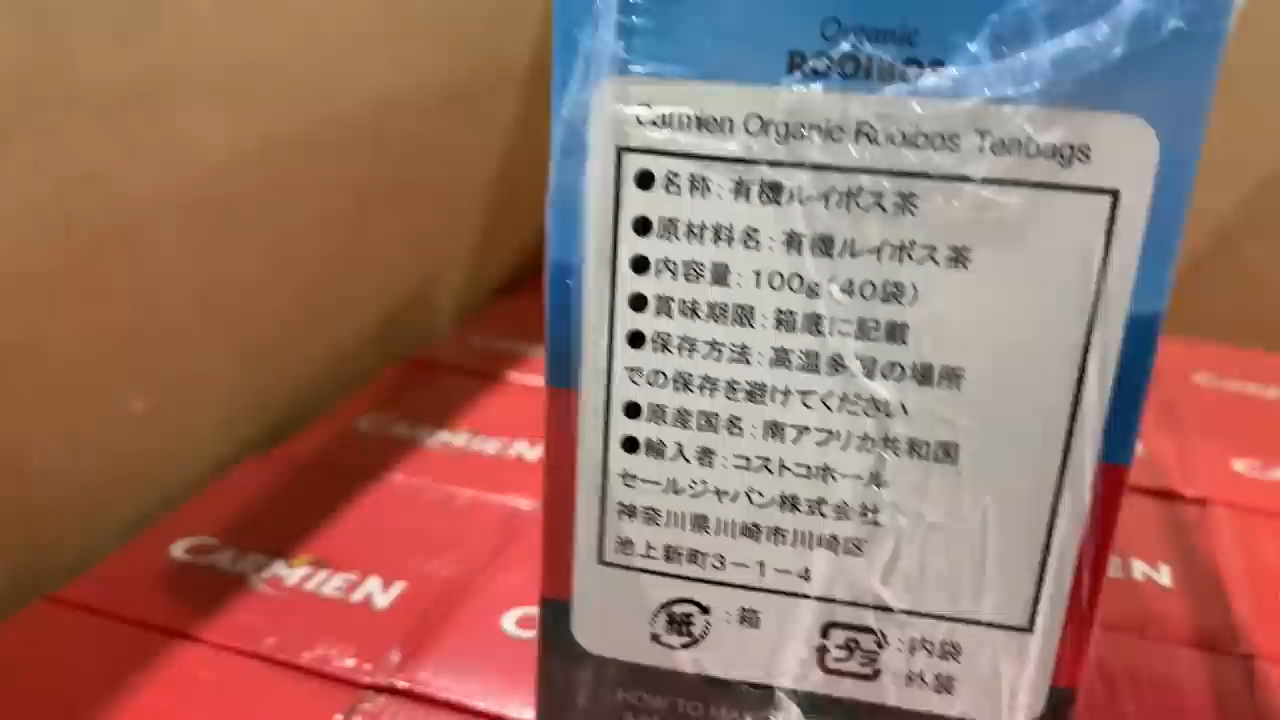 Organic
ROOIBOS
Carmien Organic Rooibos Teabags
●名称:有機ルイボス茶
●原材料名:有機ルイボス茶
●内容量:100g(40袋)
●賞味期限:箱底に記載
●保存方法:高温多湿の場所
での保存を避けてください
●原産国名:南アフリカ共和国
●輸入者:コストコホール
セールジャパン株式会社
神奈川県川崎市川崎区
池上新町3-1-4
紙:箱
プラ:内袋
外装
HOW TO MAKE
CARMIEN
CARMIEN